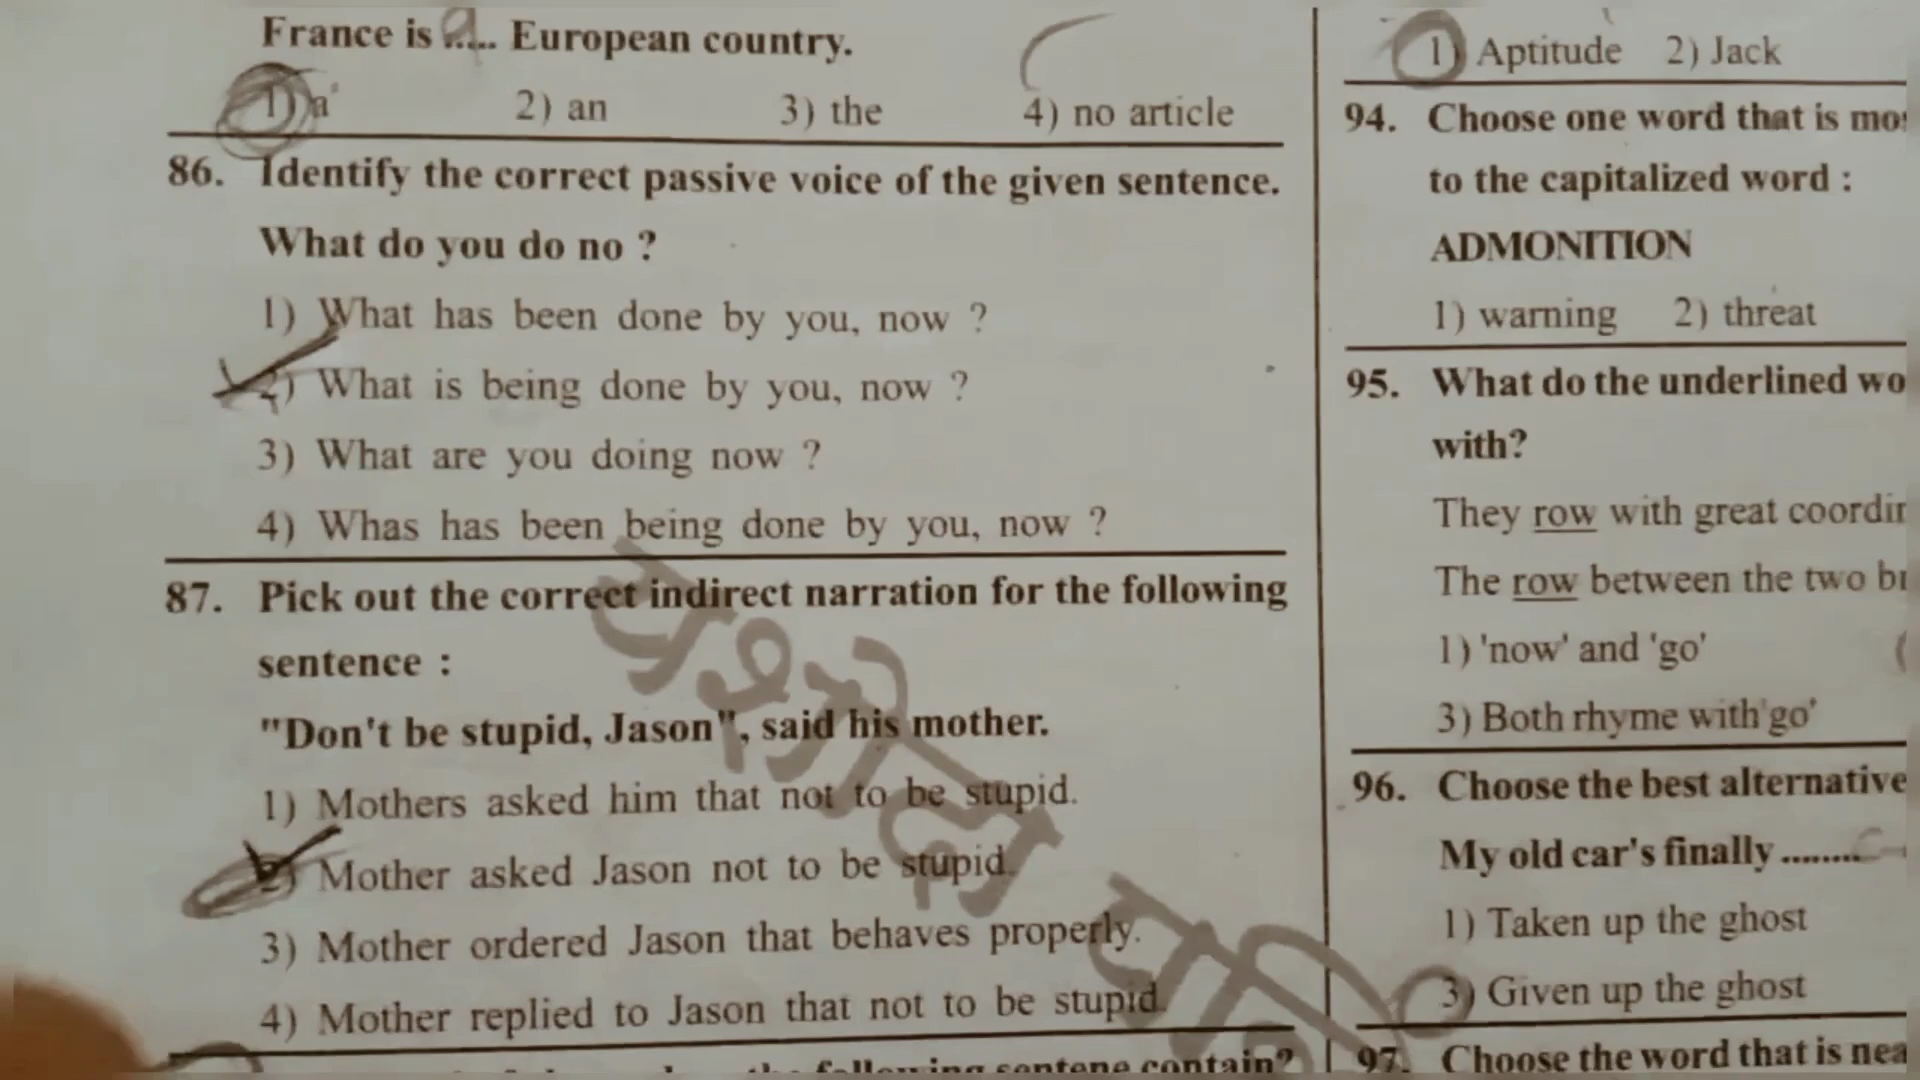 France is ..... European country.
1) a
2) an
3) the
4) no article
86. Identify the correct passive voice of the given sentence.
What do you do no ?
1) What has been done by you, now ?
2) What is being done by you, now ?
3) What are you doing now ?
4) Whas has been being done by you, now ?
87. Pick out the correct indirect narration for the following
sentence :
"Don't be stupid, Jason", said his mother.
1) Mothers asked him that not to be stupid.
2) Mother asked Jason not to be stupid.
3) Mother ordered Jason that behaves properly.
4) Mother replied to Jason that not to be stupid.
following sentene contain?
1) Aptitude 2) Jack
94. Choose one word that is mos
to the capitalized word :
ADMONITION
1) warning 2) threat
95. What do the underlined wo
with?
They row with great coordin
The row between the two br
1) 'now' and 'go'
3) Both rhyme with 'go'
96. Choose the best alternative
My old car's finally ........
1) Taken up the ghost
3) Given up the ghost
97. Choose the word that is nea
यशोदा